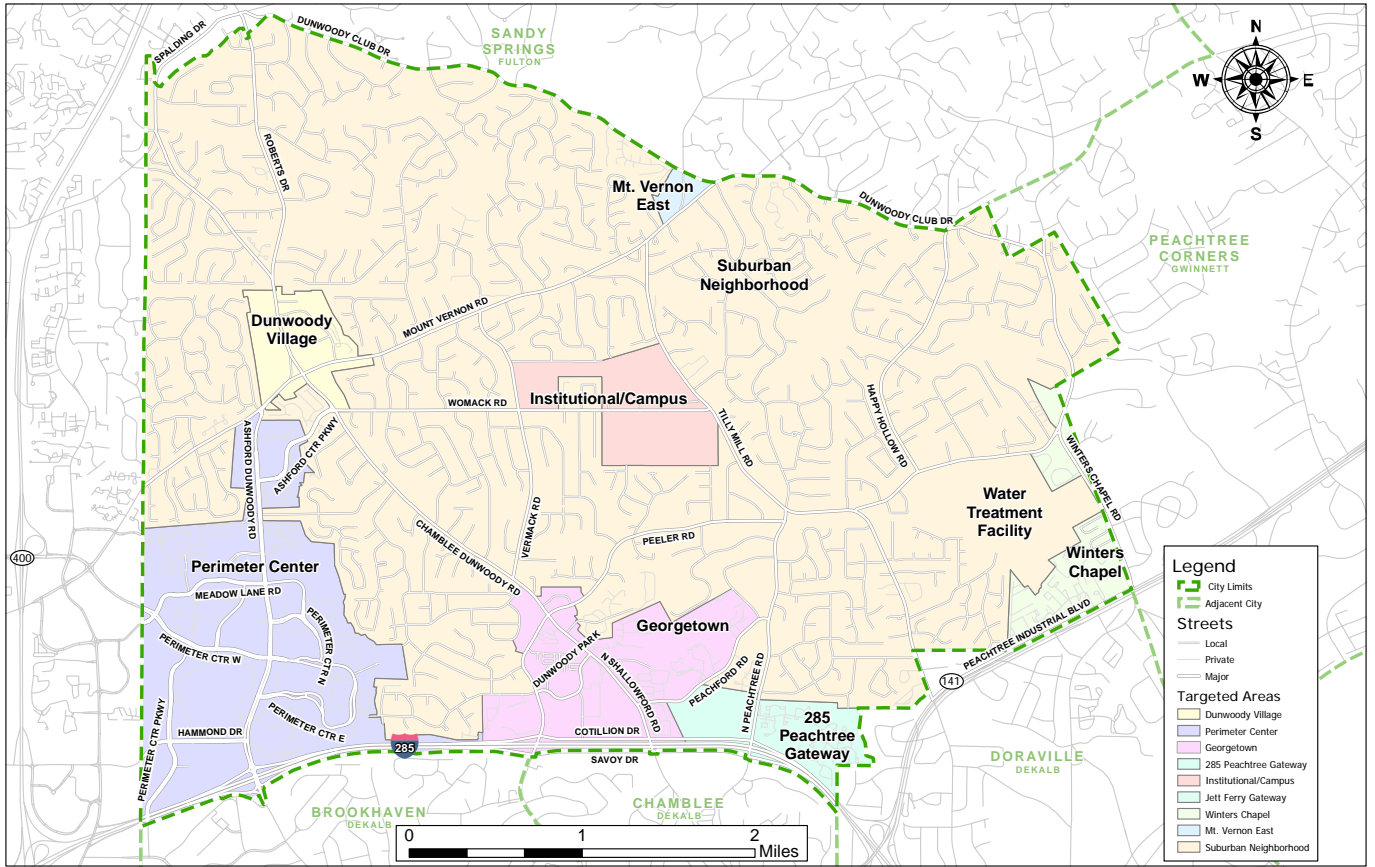 SPALDING DR
DUNWOODY CLUB DR
SANDY
SPRINGS
FULTON
N
W
E
S
ROBERTS DR
Mt. Vernon
East
DUNWOODY CLUB DR
PEACHTREE
CORNERS
GWINNETT
Suburban
Neighborhood
Dunwoody
Village
MOUNT VERNON RD
Institutional/Campus
WOMACK RD
HAPPY HOLLOW RD
TILLY MILL RD
ASHFORD DUNWOODY RD
ASHFORD CTR PKWY
WINTERS CHAPEL RD
Water
Treatment
Facility
VERMACK RD
CHAMBLEE DUNWOODY RD
PEELER RD
400
Perimeter Center
MEADOW LANE RD
Winters
Chapel
PERIMETER CTR N
PERIMETER CTR W
Georgetown
DUNWOODY PARK
N SHALLOWFORD RD
PEACHFORD RD
N PEACHTREE RD
PEACHTREE INDUSTRIAL BLVD
141
PERIMETER CTR PKWY
PERIMETER CTR E
HAMMOND DR
285
COTILLION DR
SAVOY DR
285
Peachtree
Gateway
DORAVILLE
DEKALB
BROOKHAVEN
DEKALB
CHAMBLEE
DEKALB
0 1 2
Miles
Legend
City Limits
Adjacent City
Streets
Local
Private
Major
Targeted Areas
Dunwoody Village
Perimeter Center
Georgetown
285 Peachtree Gateway
Institutional/Campus
Jett Ferry Gateway
Winters Chapel
Mt. Vernon East
Suburban Neighborhood